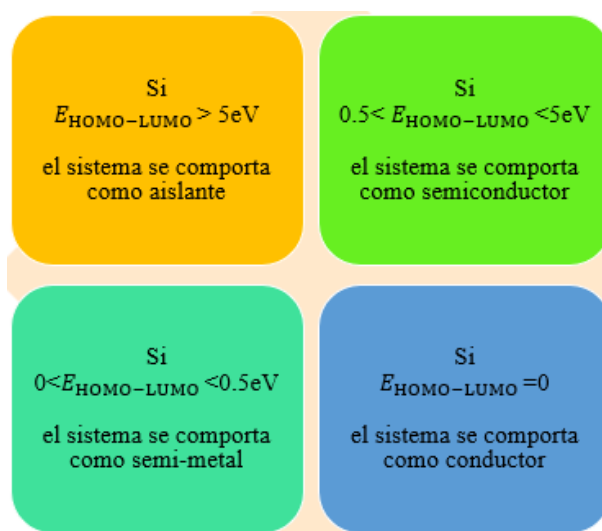 Si
E_HOMO−LUMO > 5eV
el sistema se comporta
como aislante
Si
0.5< E_HOMO−LUMO <5eV
el sistema se comporta
como semiconductor
Si
0<E_HOMO−LUMO <0.5eV
el sistema se comporta
como semi-metal
Si
E_HOMO−LUMO =0
el sistema se comporta
como conductor